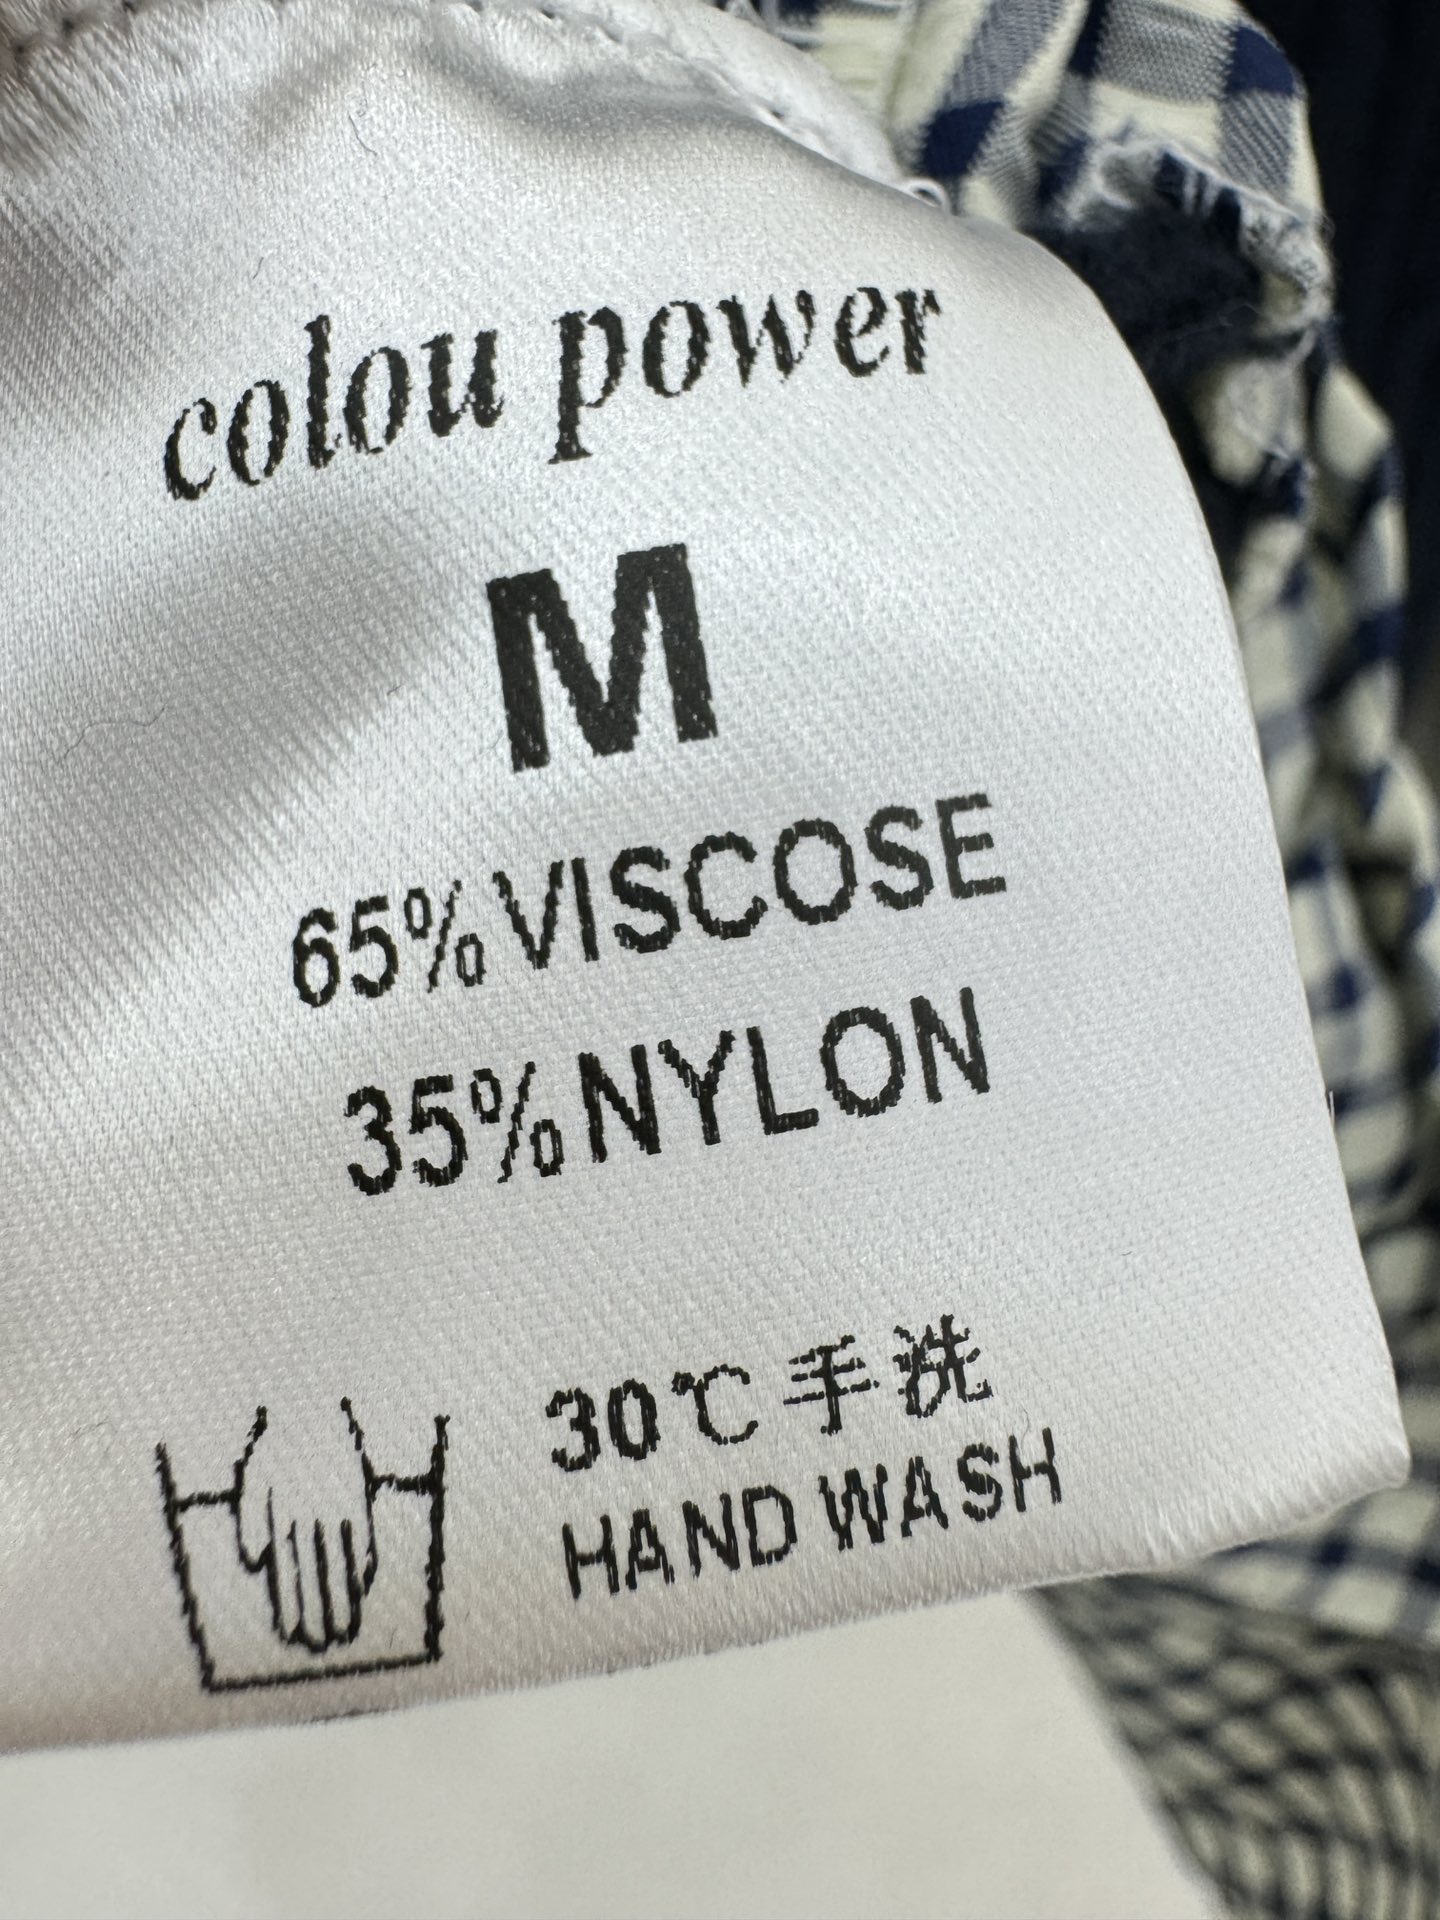 colou power
M
65% VISCOSE
35% NYLON
30℃ 手洗
HAND WASH